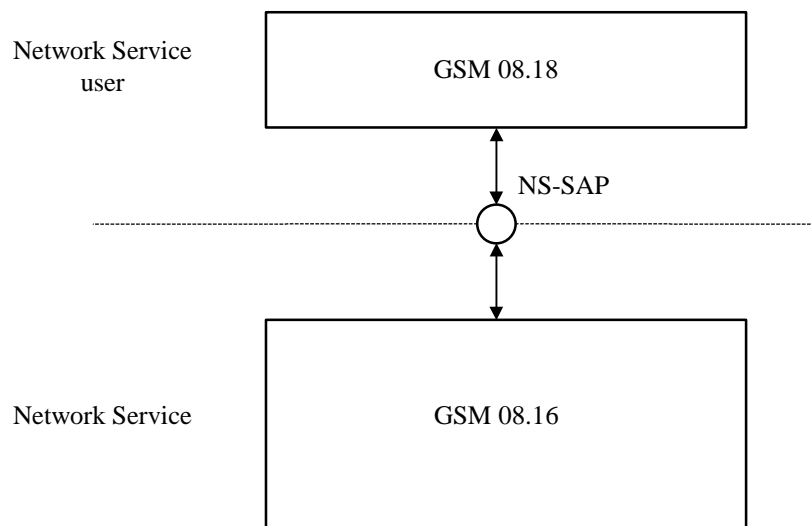 Network Service
user
GSM 08.18
NS-SAP
Network Service
GSM 08.16